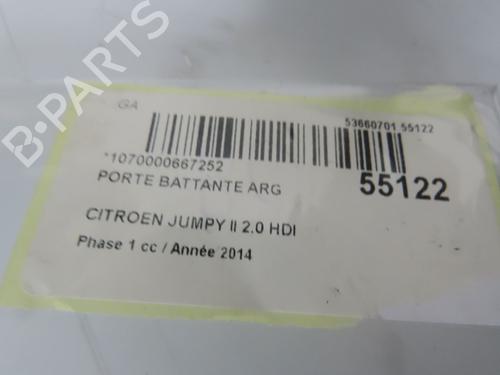 B-PARTS
GA
53660701 55122
*1070000667252
PORTE BATTANTE ARG
55122
CITROEN JUMPY II 2.0 HDI
Phase 1 cc / Année 2014